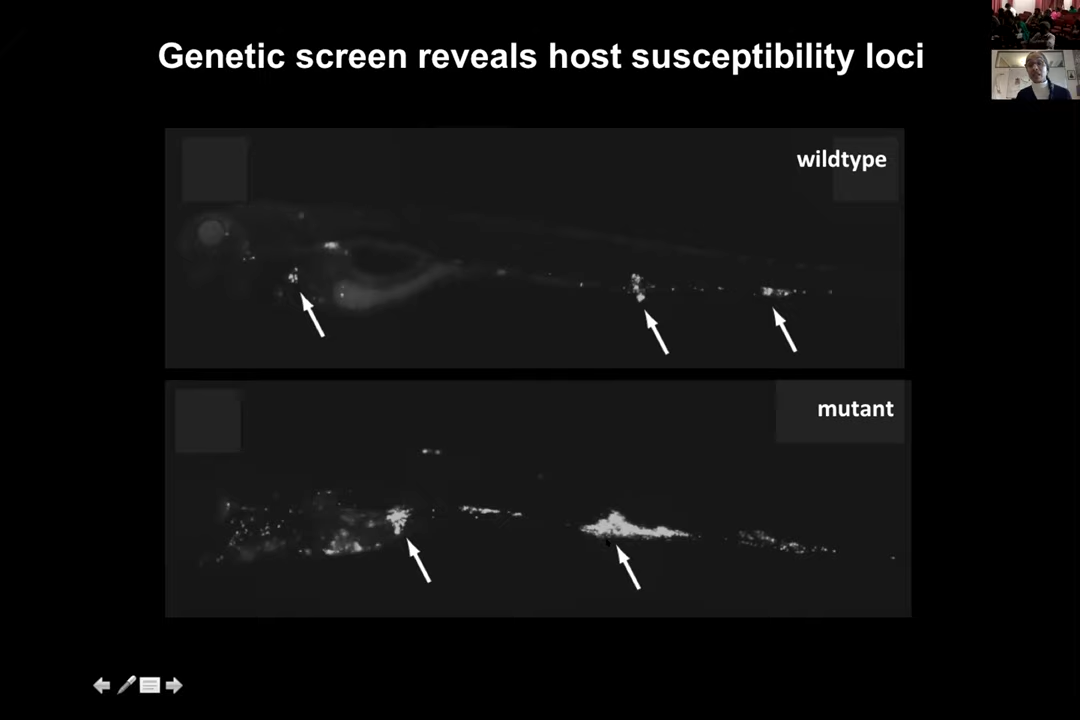 Genetic screen reveals host susceptibility loci
wildtype
mutant